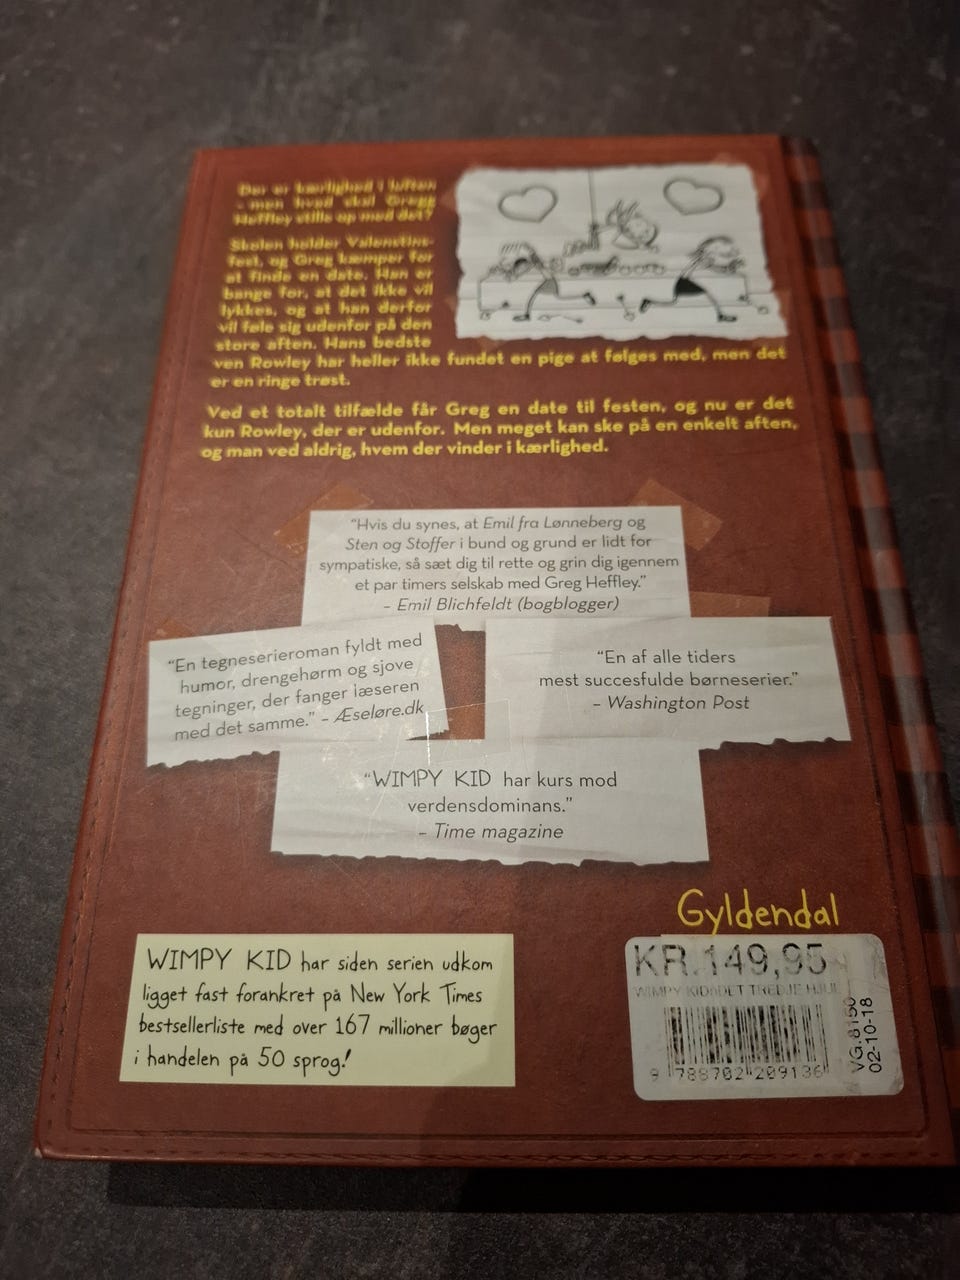 Der er kærlighed i luften
- men hvad skal Gregg
Heffley stille op med det?
Skolen holder Valentins-
fest, og Greg kæmper for
at finde en date. Han er
bange for, at det ikke vil
lykkes, og at han derfor
vil føle sig udenfor på den
store aften. Hans bedste
ven Rowley har heller ikke fundet en pige at følges med, men det
er en ringe trøst.
Ved et totalt tilfælde får Greg en date til festen, og nu er det
kun Rowley, der er udenfor. Men meget kan ske på en enkelt aften,
og man ved aldrig, hvem der vinder i kærlighed.
"Hvis du synes, at Emil fra Lønneberg og
Sten og Stoffer i bund og grund er lidt for
sympatiske, så sæt dig til rette og grin dig igennem
et par timers selskab med Greg Heffley."
– Emil Blichfeldt (bogblogger)
"En tegneserieroman fyldt med
humor, drengehørm og sjove
tegninger, der fanger læseren
med det samme." – Æseløre.dk
"En af alle tiders
mest succesfulde børneserier."
– Washington Post
"WIMPY KID har kurs mod
verdensdominans."
– Time magazine
Gyldendal
WIMPY KID har siden serien udkom
ligget fast forankret på New York Times
bestsellerliste med over 167 millioner bøger
i handelen på 50 sprog!
KR.149,95
WIMPY KID/DET TREDJE HJUL
9 788702 209136
VG.8150
02-10-18